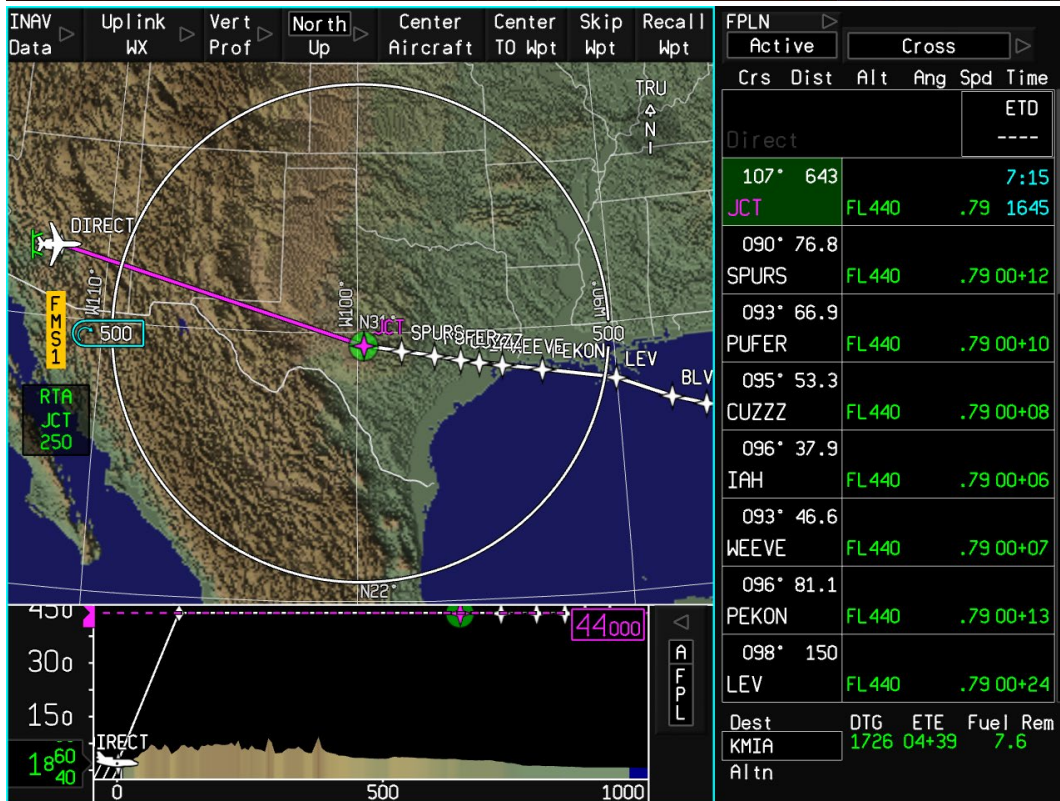 INAV Data
Uplink WX
Vert Prof
North Up
Center Aircraft
Center TO Wpt
Skip Wpt
Recall Wpt
TRU
N
DIRECT
W110°
W100°
W90°
N31°
JCT
SPURS
WEEVE
PEKON
LEV
BLV
500
500
FMS1
RTA
JCT
250
N22°
450
300
150
1860
40
DIRECT
44000
A
FPL
0
500
1000
FPLN
Active
Cross
Crs Dist Alt Ang Spd Time
ETD
Direct ----
107° 643 7:15
JCT FL440 .79 1645
090° 76.8
SPURS FL440 .79 00+12
093° 66.9
PUFER FL440 .79 00+10
095° 53.3
CUZZZ FL440 .79 00+08
096° 37.9
IAH FL440 .79 00+06
093° 46.6
WEEVE FL440 .79 00+07
096° 81.1
PEKON FL440 .79 00+13
098° 150
LEV FL440 .79 00+24
Dest DTG ETE Fuel Rem
KMIA 1726 04+39 7.6
Altn